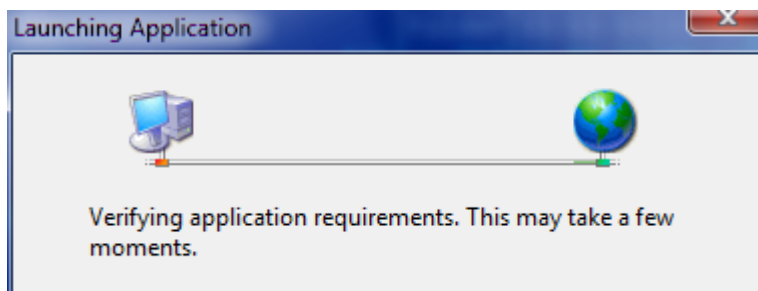 Launching Application
Verifying application requirements. This may take a few
moments.